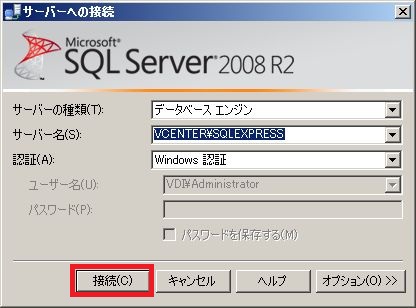 サーバーへの接続
Microsoft®
SQL Server® 2008 R2
サーバーの種類(T):
データベース エンジン
サーバー名(S):
VCENTER¥SQLEXPRESS
認証(A):
Windows 認証
ユーザー名(U):
VDI¥Administrator
パスワード(P):
パスワードを保存する(M)
接続(C)
キャンセル
ヘルプ
オプション(O) >>